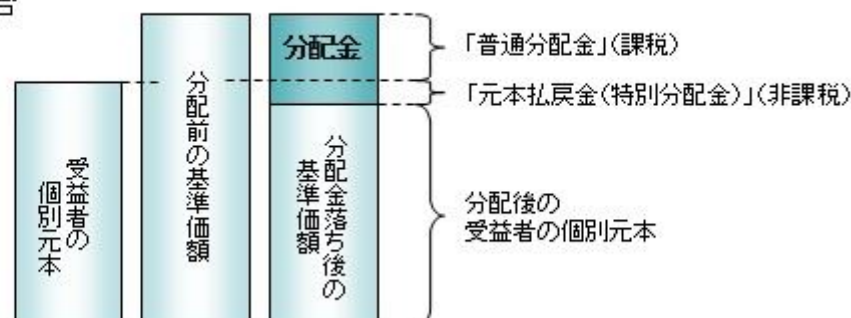 受益者の
個別元本
分配前の基準価額
分配金
分配金落ち後の
基準価額
「普通分配金」(課税)
「元本払戻金(特別分配金)」(非課税)
分配後の
受益者の個別元本